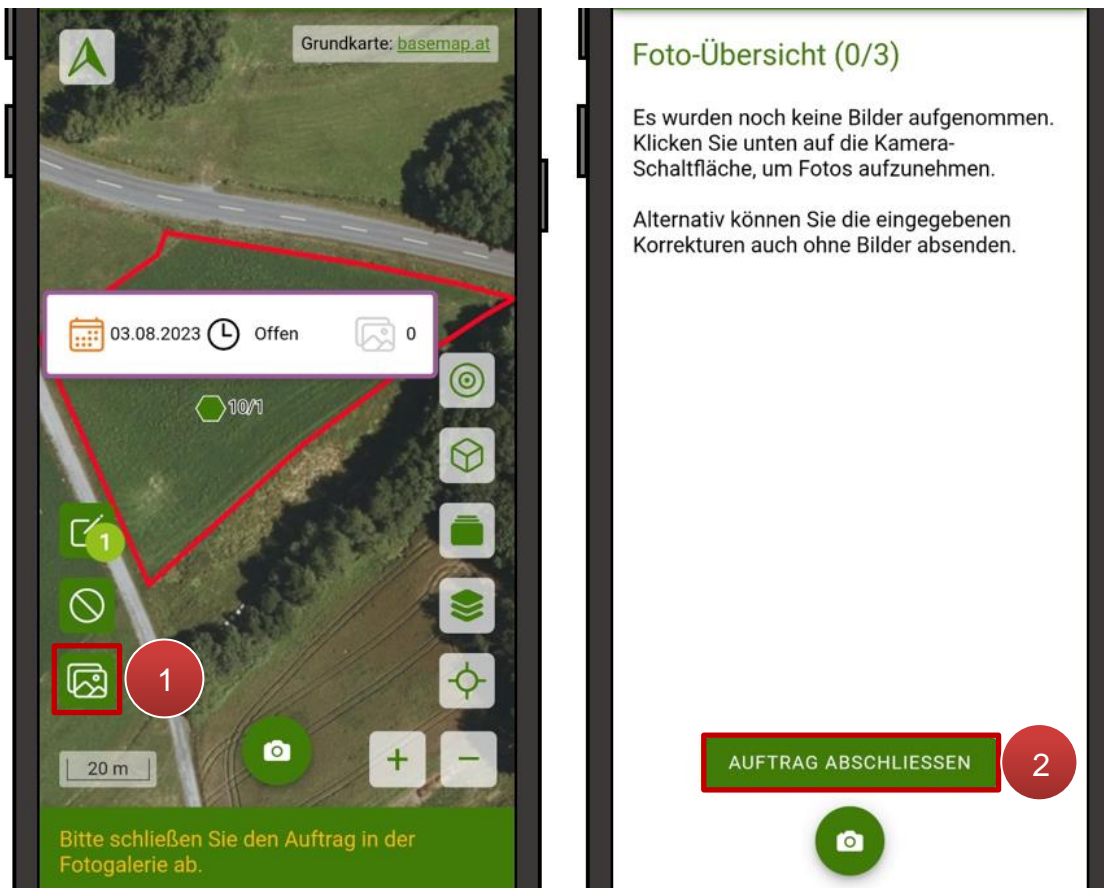 Grundkarte: basemap.at
03.08.2023 Offen 0
10/1
1
1
20 m
+ −
Bitte schließen Sie den Auftrag in der
Fotogalerie ab.
Foto-Übersicht (0/3)
Es wurden noch keine Bilder aufgenommen.
Klicken Sie unten auf die Kamera-
Schaltfläche, um Fotos aufzunehmen.
Alternativ können Sie die eingegebenen
Korrekturen auch ohne Bilder absenden.
AUFTRAG ABSCHLIESSEN
2